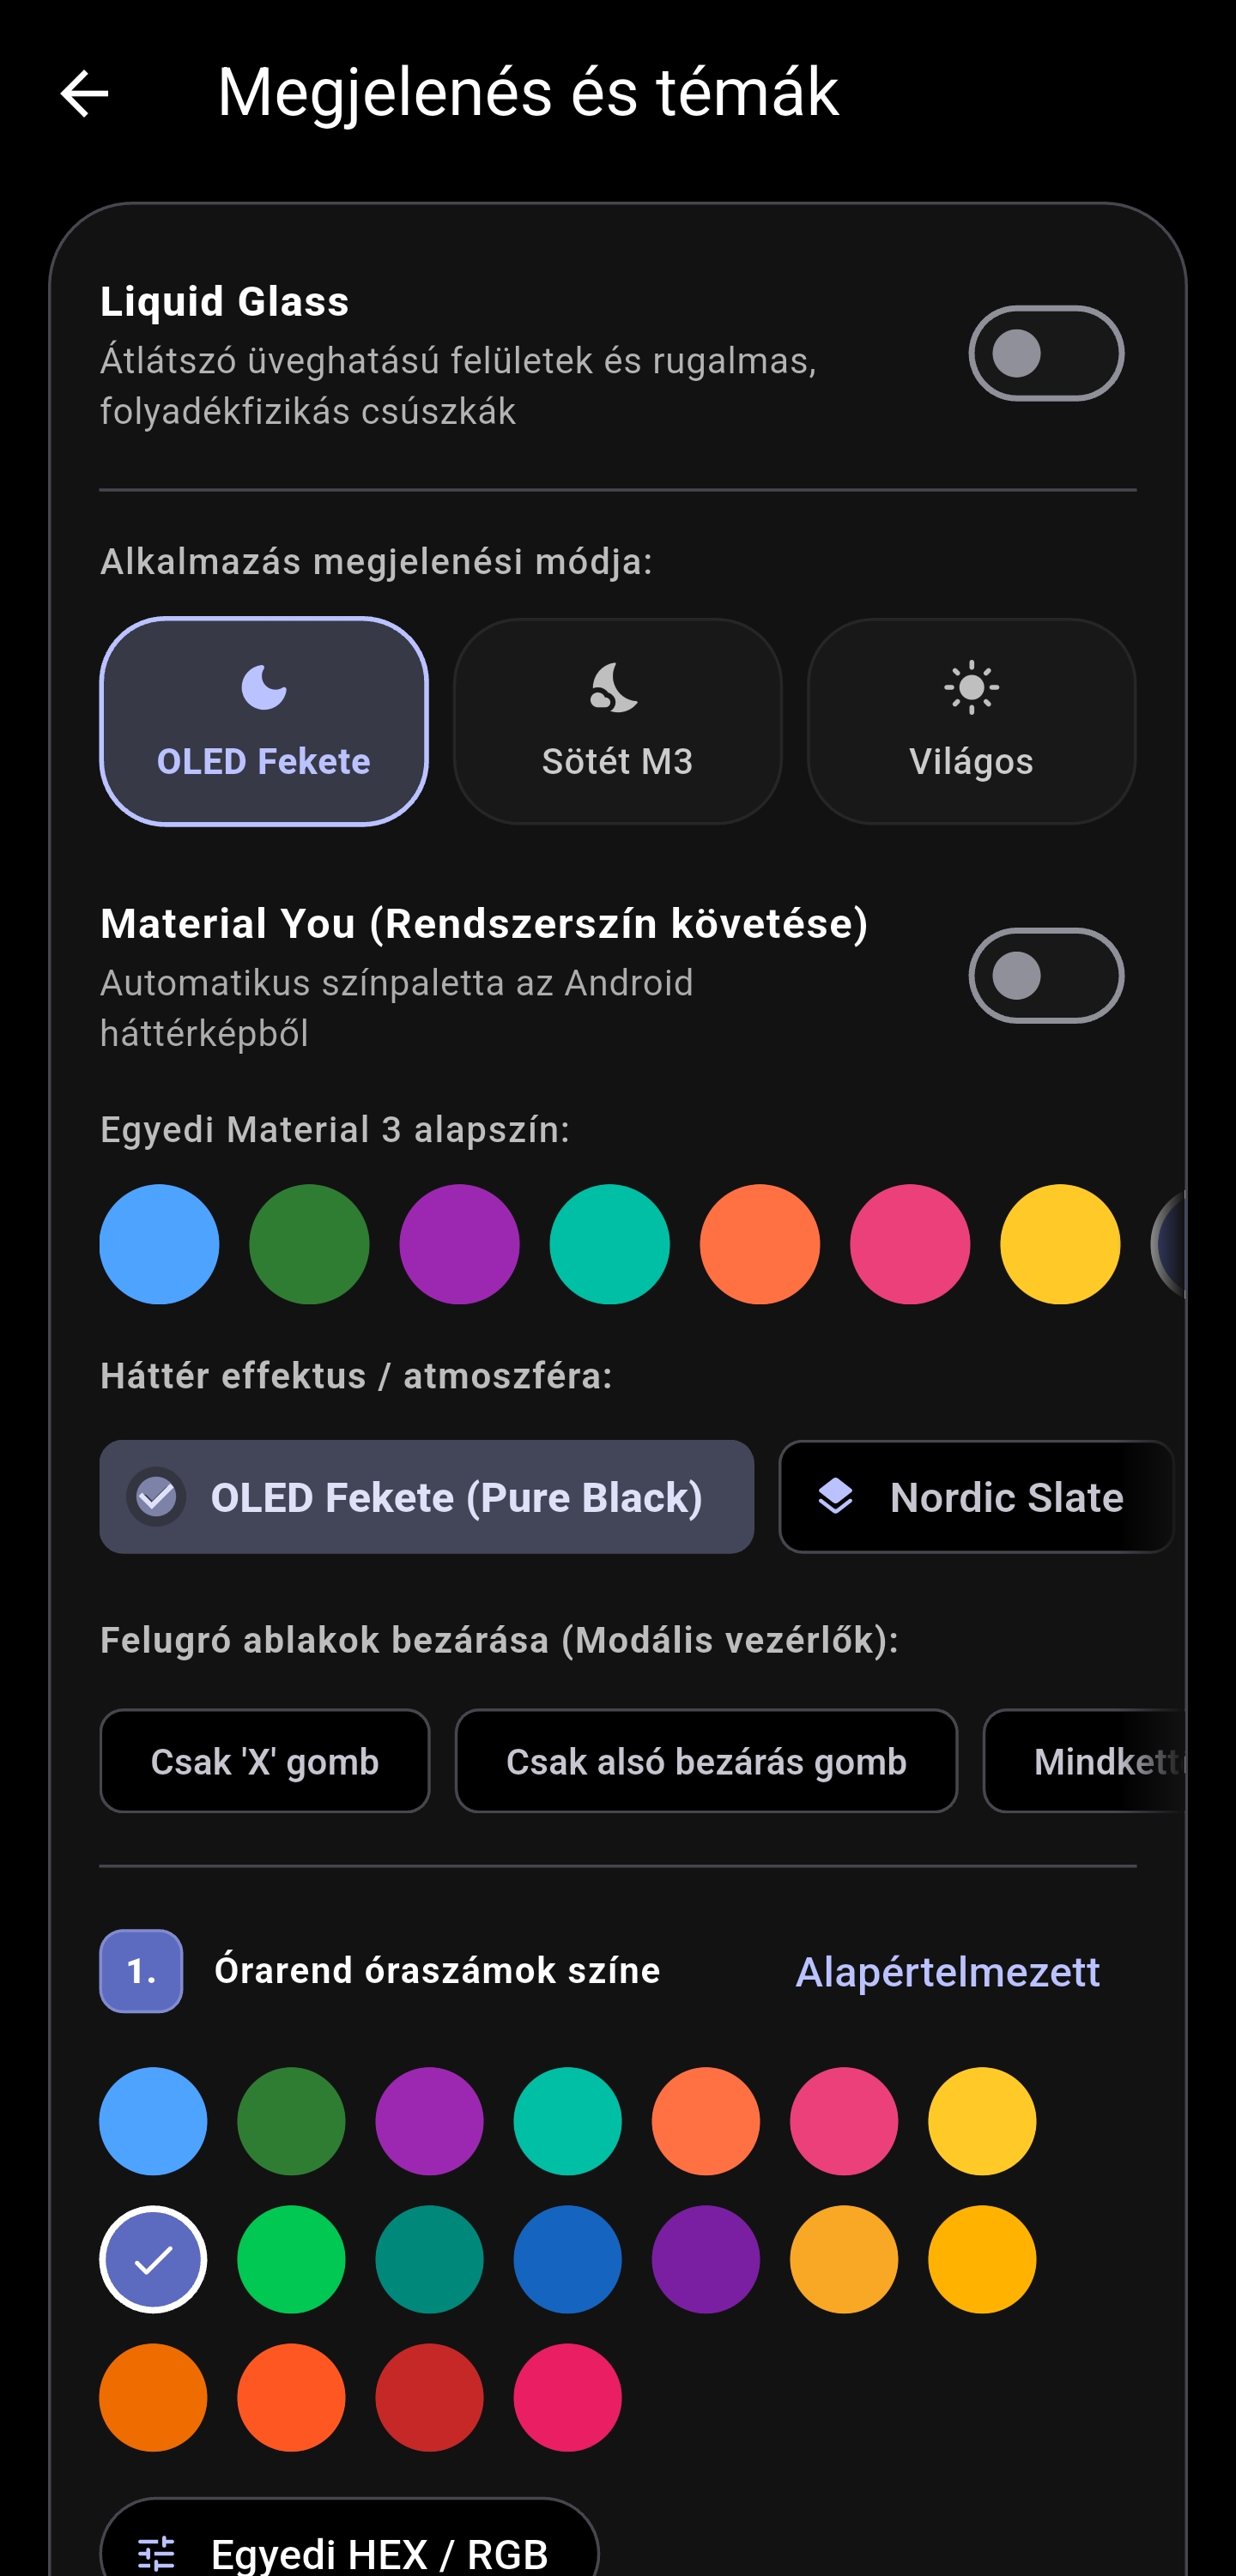 Megjelenés és témák
Liquid Glass
Átlátszó üveghatású felületek és rugalmas,
folyadékfizikás csúszkák
Alkalmazás megjelenési módja:
OLED Fekete
Sötét M3
Világos
Material You (Rendszerszín követése)
Automatikus színpaletta az Android
háttérképből
Egyedi Material 3 alapszín:
Háttér effektus / atmoszféra:
OLED Fekete (Pure Black)
Nordic Slate
Felugró ablakok bezárása (Modális vezérlők):
Csak 'X' gomb
Csak alsó bezárás gomb
1.
Órarend óraszámok színe
Alapértelmezett
Egyedi HEX / RGB